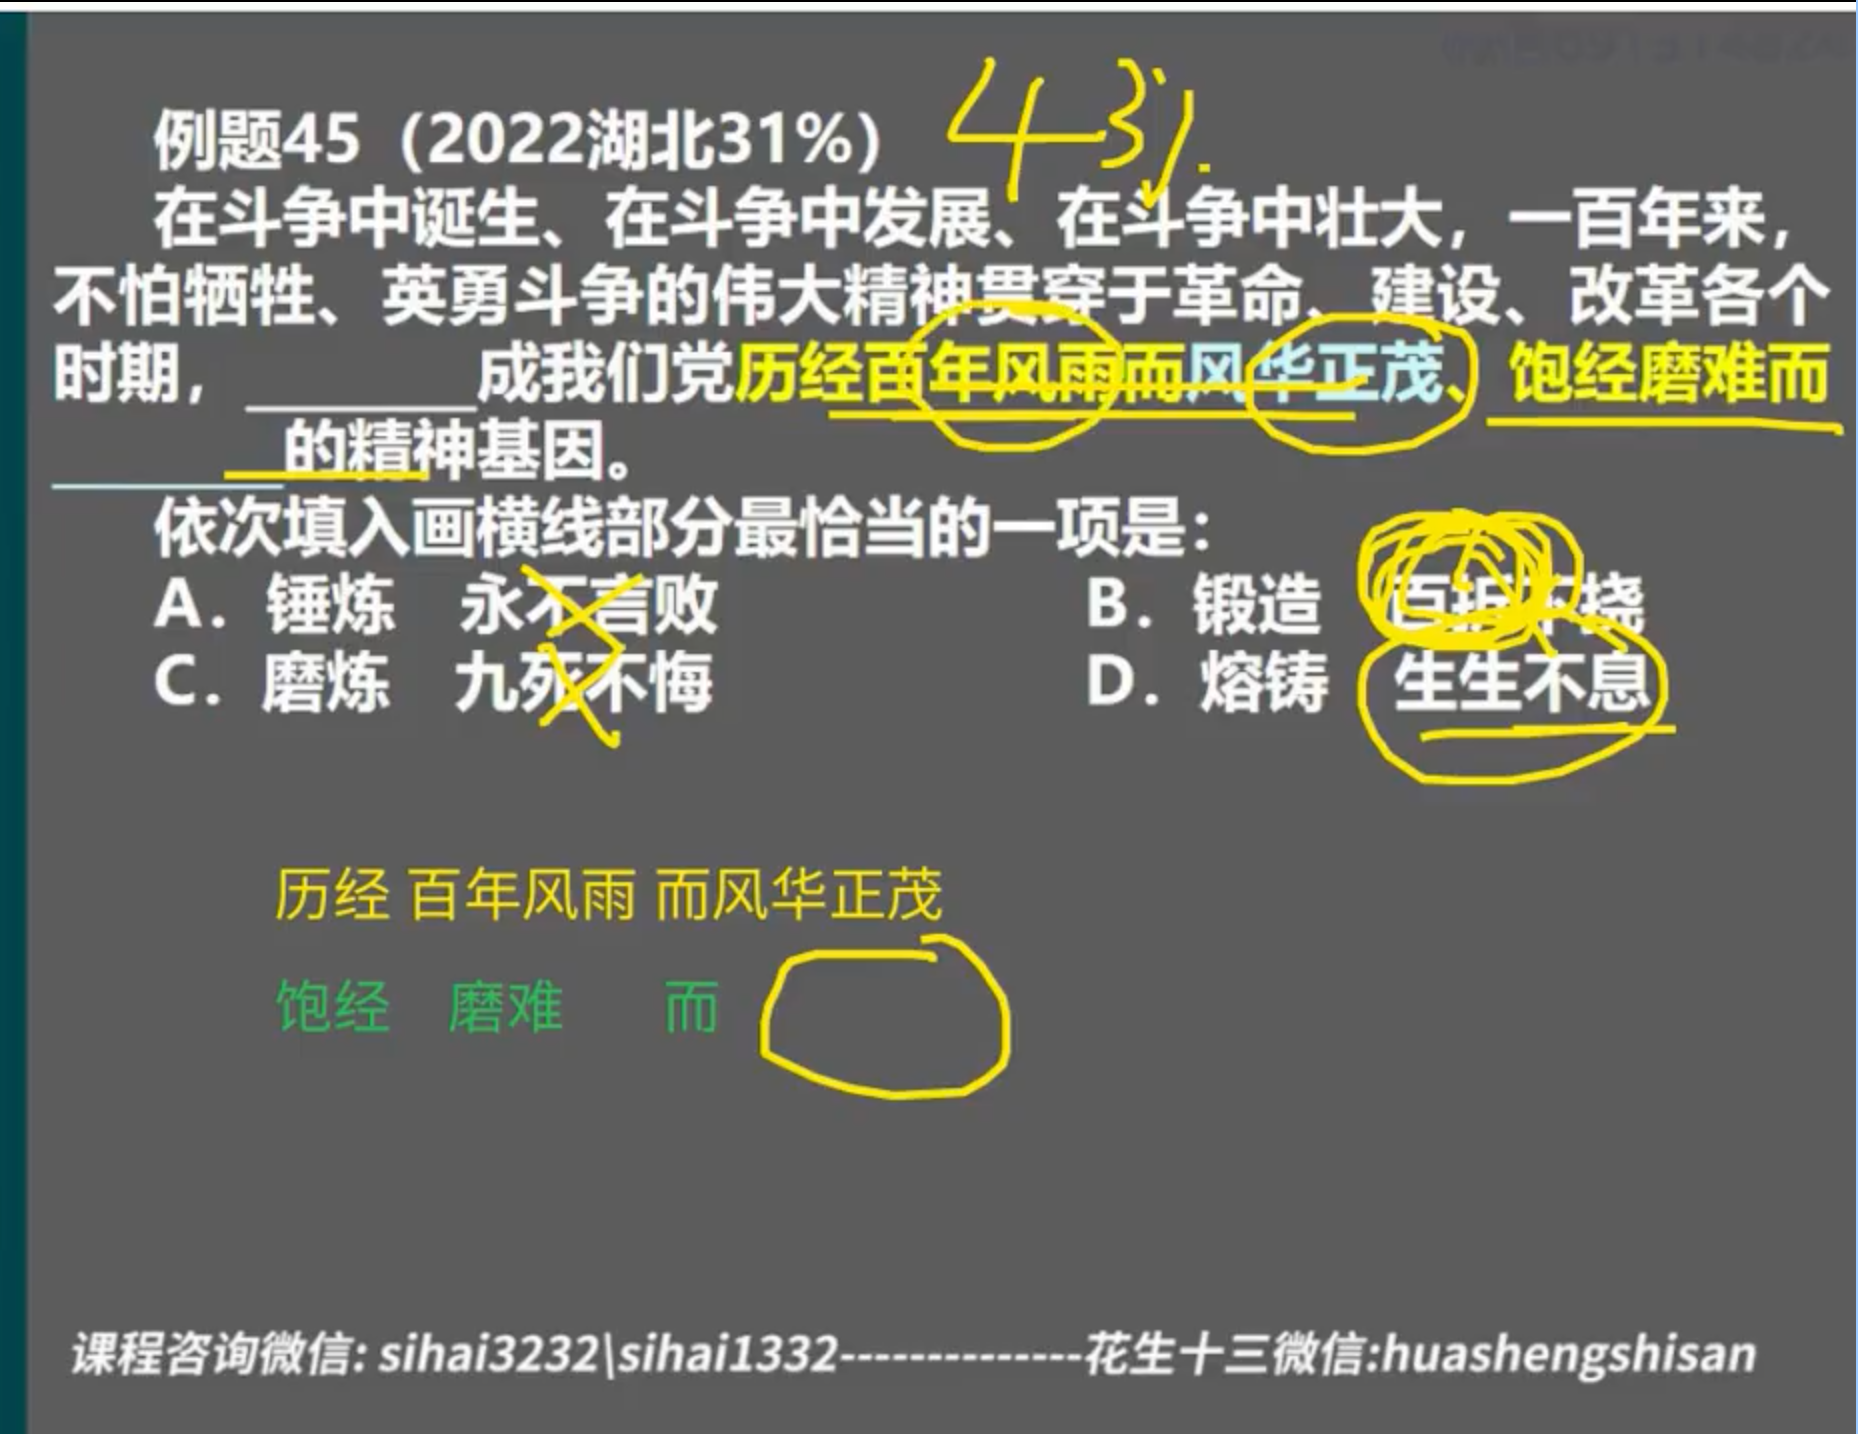 43%
例题45（2022湖北31%）
在斗争中诞生、在斗争中发展、在斗争中壮大，一百年来，
不怕牺牲、英勇斗争的伟大精神贯穿于革命、建设、改革各个
时期，______成我们党历经百年风雨而风华正茂、饱经磨难而
______的精神基因。
依次填入画横线部分最恰当的一项是：
A．锤炼 永不言败 B．锻造 百折不挠
C．磨炼 九死不悔 D．熔铸 生生不息
历经 百年风雨 而风华正茂
饱经 磨难 而
课程咨询微信: sihai3232\sihai1332--------------花生十三微信:huashengshisan